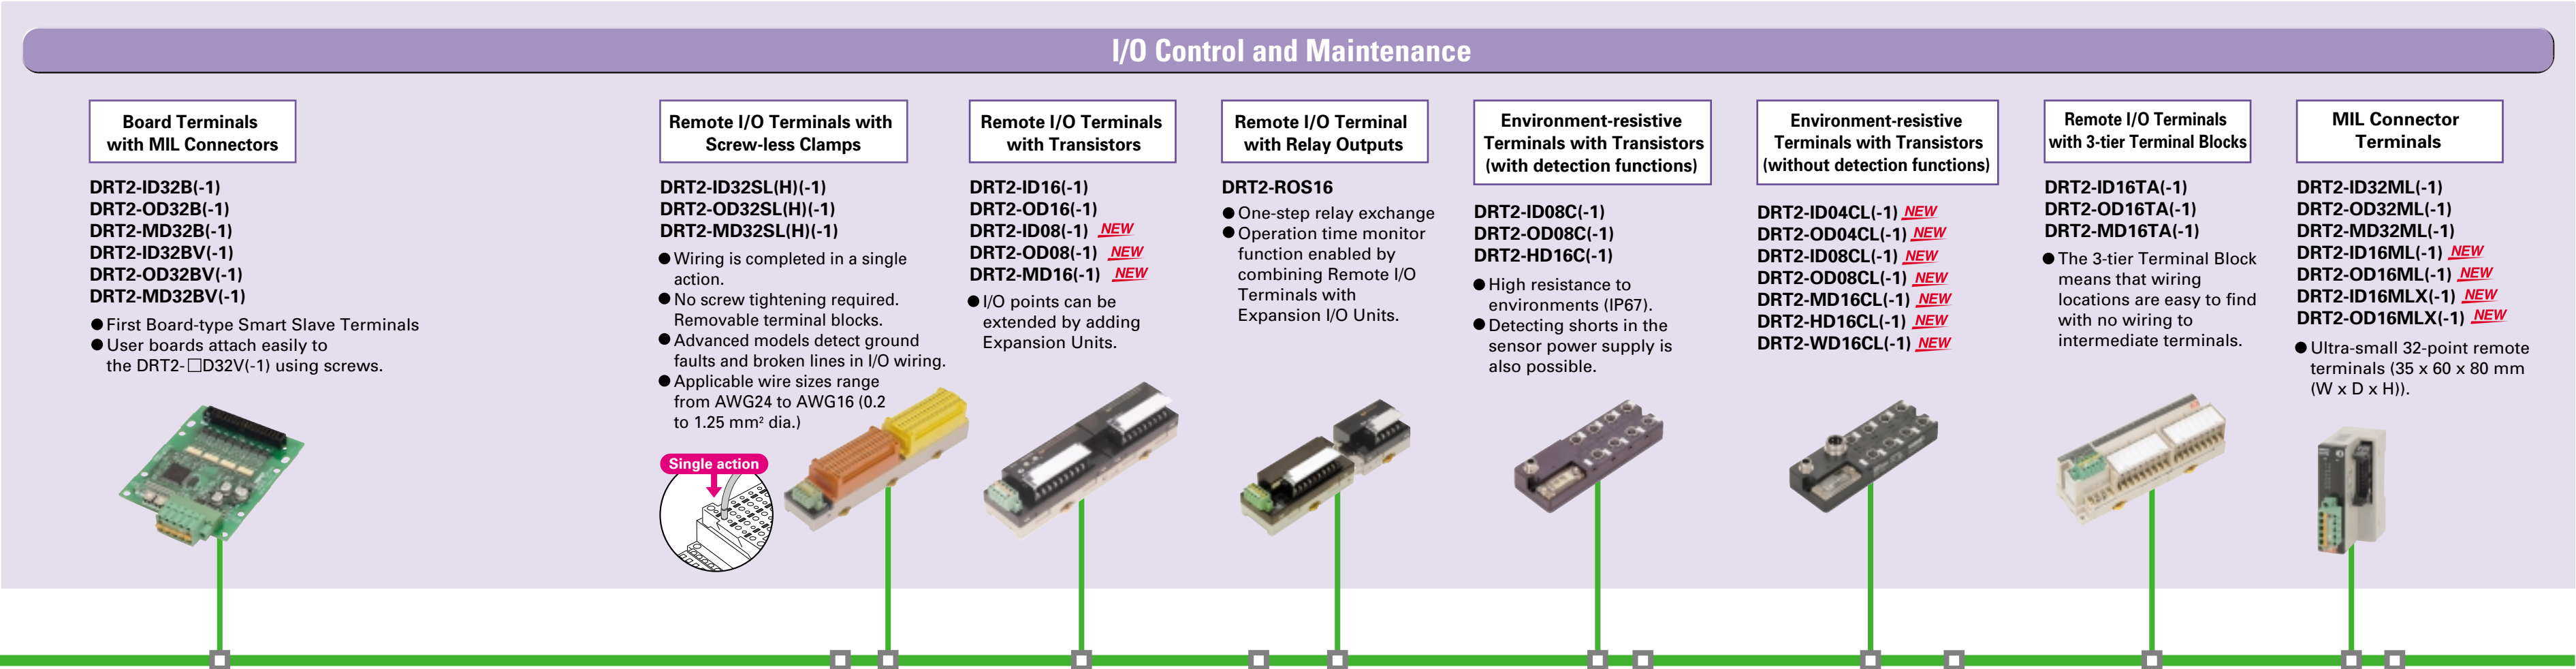 I/O Control and Maintenance
Board Terminals
with MIL Connectors
DRT2-ID32B(-1)
DRT2-OD32B(-1)
DRT2-MD32B(-1)
DRT2-ID32BV(-1)
DRT2-OD32BV(-1)
DRT2-MD32BV(-1)
● First Board-type Smart Slave Terminals
● User boards attach easily to
the DRT2-□D32V(-1) using screws.
Remote I/O Terminals with
Screw-less Clamps
DRT2-ID32SL(H)(-1)
DRT2-OD32SL(H)(-1)
DRT2-MD32SL(H)(-1)
● Wiring is completed in a single
action.
● No screw tightening required.
Removable terminal blocks.
● Advanced models detect ground
faults and broken lines in I/O wiring.
● Applicable wire sizes range
from AWG24 to AWG16 (0.2
to 1.25 mm² dia.)
Single action
Remote I/O Terminals
with Transistors
DRT2-ID16(-1)
DRT2-OD16(-1)
DRT2-ID08(-1) NEW
DRT2-OD08(-1) NEW
DRT2-MD16(-1) NEW
● I/O points can be
extended by adding
Expansion Units.
Remote I/O Terminal
with Relay Outputs
DRT2-ROS16
● One-step relay exchange
● Operation time monitor
function enabled by
combining Remote I/O
Terminals with
Expansion I/O Units.
Environment-resistive
Terminals with Transistors
(with detection functions)
DRT2-ID08C(-1)
DRT2-OD08C(-1)
DRT2-HD16C(-1)
● High resistance to
environments (IP67).
● Detecting shorts in the
sensor power supply is
also possible.
Environment-resistive
Terminals with Transistors
(without detection functions)
DRT2-ID04CL(-1) NEW
DRT2-OD04CL(-1) NEW
DRT2-ID08CL(-1) NEW
DRT2-OD08CL(-1) NEW
DRT2-MD16CL(-1) NEW
DRT2-HD16CL(-1) NEW
DRT2-WD16CL(-1) NEW
Remote I/O Terminals
with 3-tier Terminal Blocks
DRT2-ID16TA(-1)
DRT2-OD16TA(-1)
DRT2-MD16TA(-1)
● The 3-tier Terminal Block
means that wiring
locations are easy to find
with no wiring to
intermediate terminals.
MIL Connector
Terminals
DRT2-ID32ML(-1)
DRT2-OD32ML(-1)
DRT2-MD32ML(-1)
DRT2-ID16ML(-1) NEW
DRT2-OD16ML(-1) NEW
DRT2-ID16MLX(-1) NEW
DRT2-OD16MLX(-1) NEW
● Ultra-small 32-point remote
terminals (35 x 60 x 80 mm
(W x D x H)).